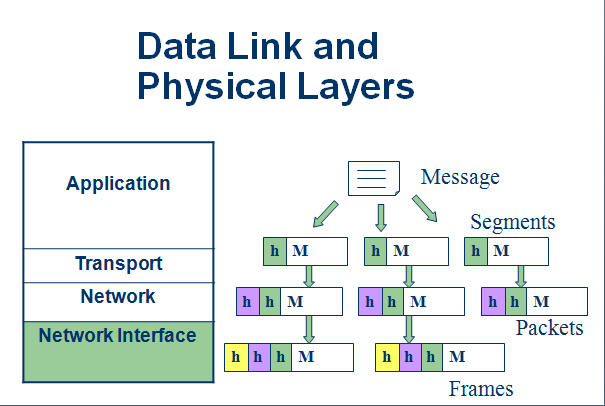 Data Link and
Physical Layers
Application
Message
Segments
h M h M h M
Transport
Network
h h M h h M h h M
Packets
Network Interface
h h h M h h h M
Frames